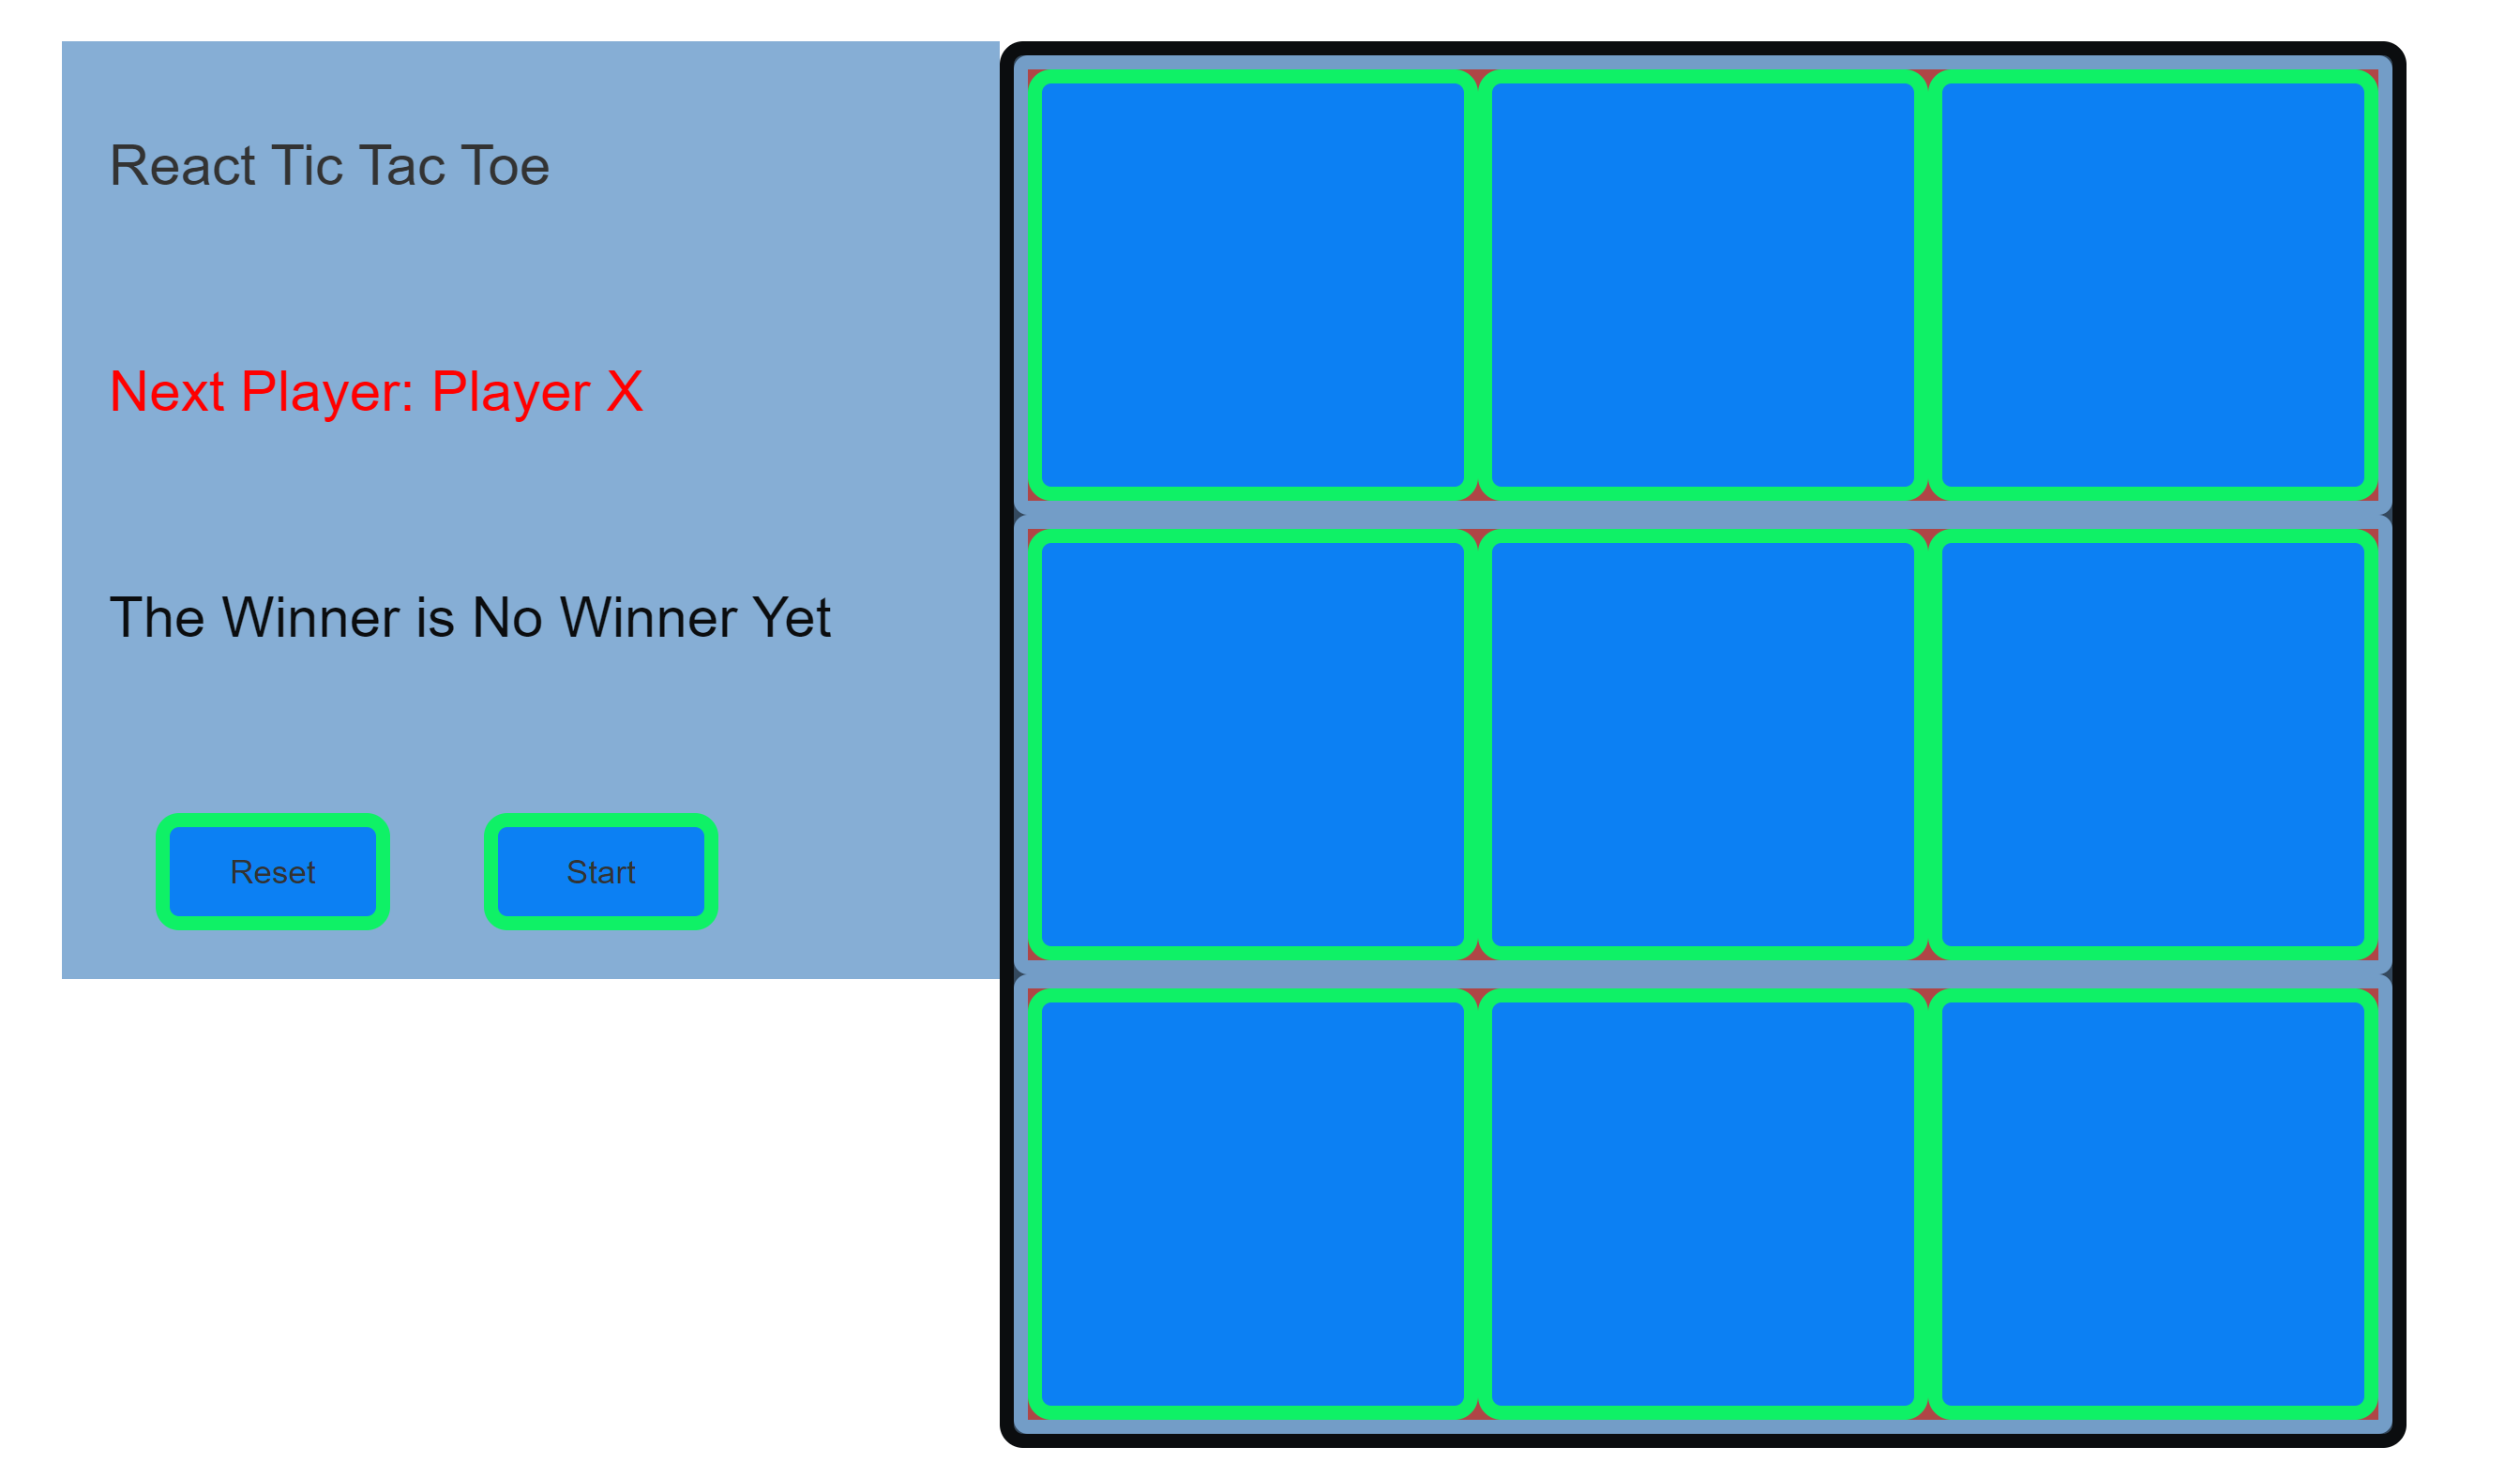 React Tic Tac Toe
Next Player: Player X
The Winner is No Winner Yet
Reset
Start